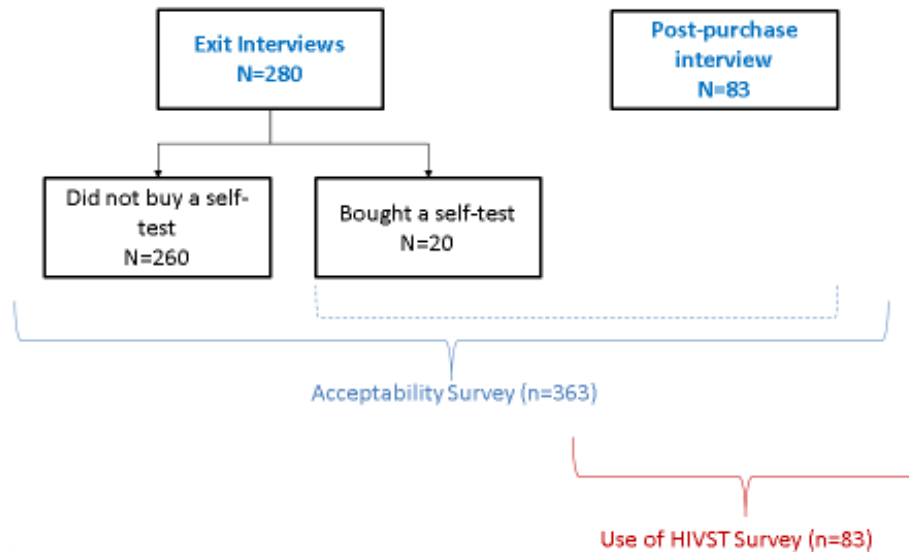 Exit Interviews
N=280
Post-purchase
interview
N=83
Did not buy a self-
test
N=260
Bought a self-test
N=20
Acceptability Survey (n=363)
Use of HIVST Survey (n=83)